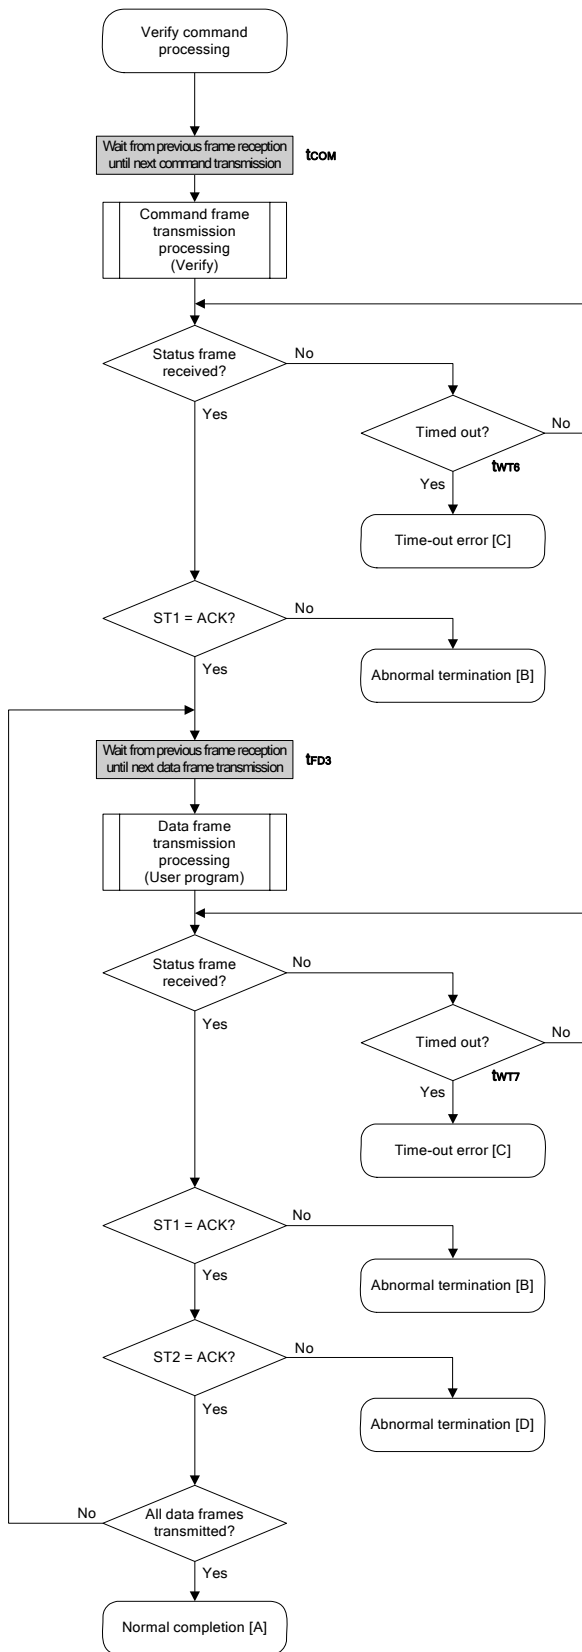 Verify command
processing
Wait from previous frame reception
until next command transmission
tCOM
Command frame
transmission
processing
(Verify)
Status frame
received?
No
Yes
Timed out?
No
tWT6
Yes
Time-out error [C]
ST1 = ACK?
No
Yes
Abnormal termination [B]
Wait from previous frame reception
until next data frame transmission
tFD3
Data frame
transmission
processing
(User program)
Status frame
received?
No
Yes
Timed out?
No
tWT7
Yes
Time-out error [C]
ST1 = ACK?
No
Yes
Abnormal termination [B]
ST2 = ACK?
No
Yes
Abnormal termination [D]
No
All data frames
transmitted?
Yes
Normal completion [A]